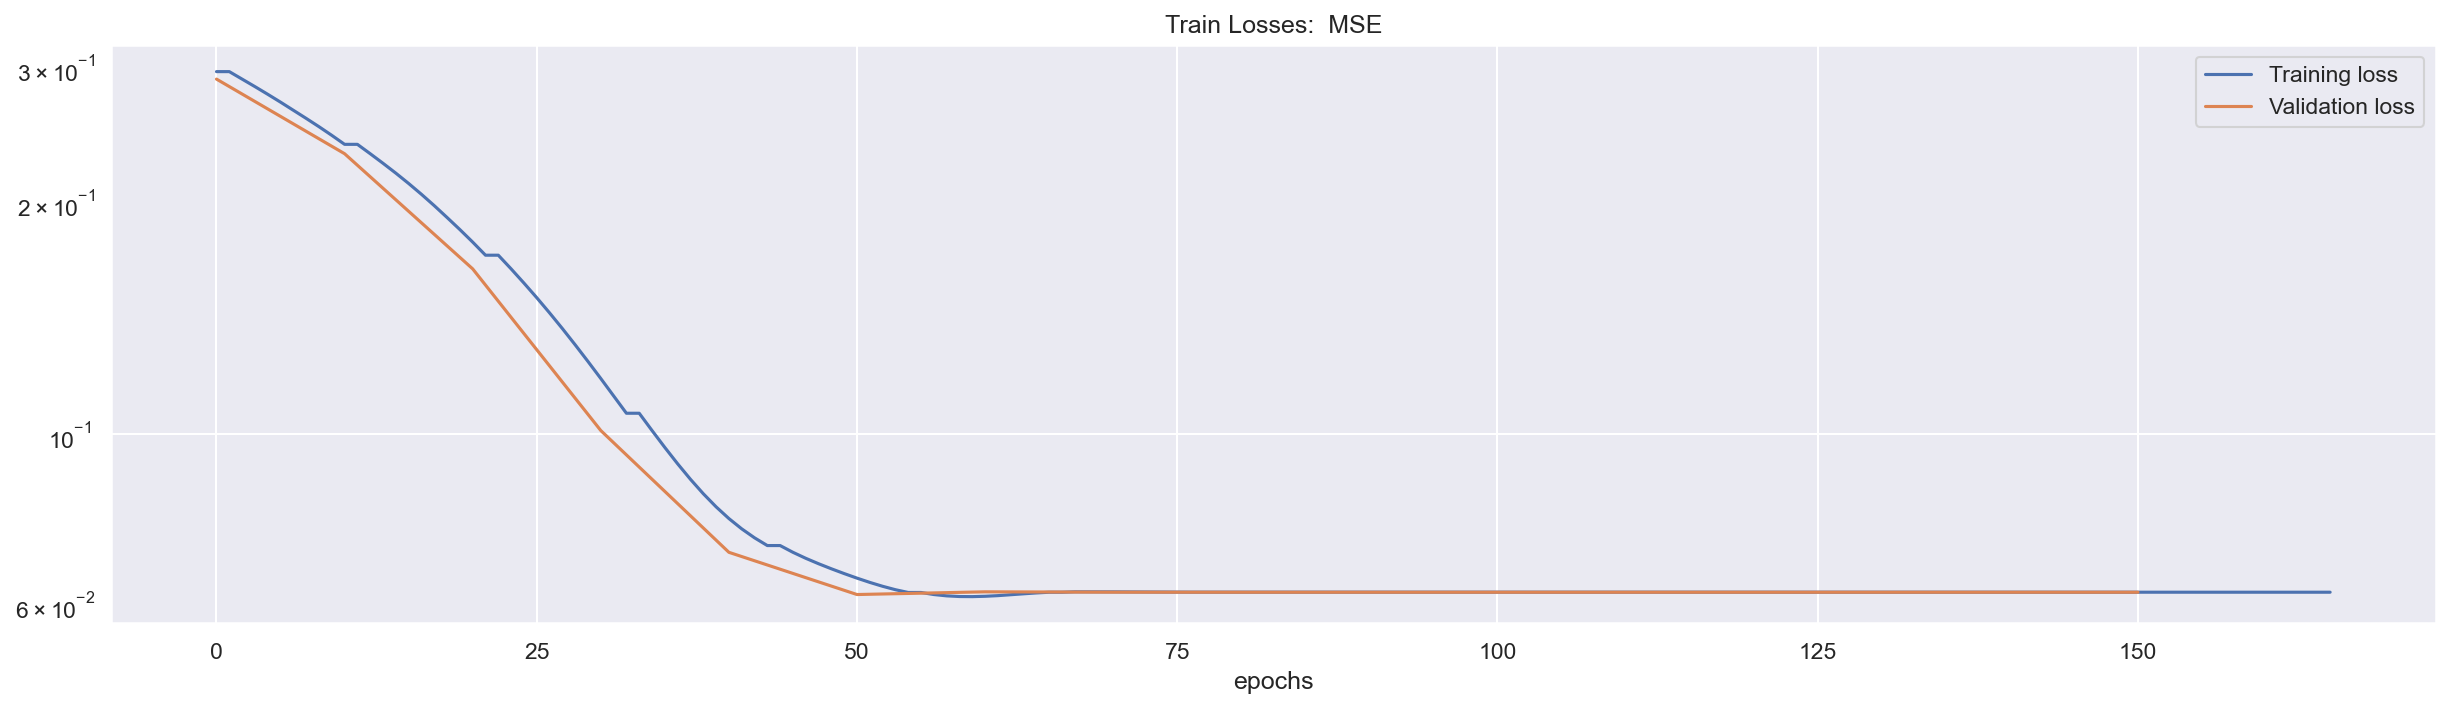 Train Losses:  MSE
3 × 10⁻¹
2 × 10⁻¹
10⁻¹
6 × 10⁻²
Training loss
Validation loss
0 25 50 75 100 125 150
epochs